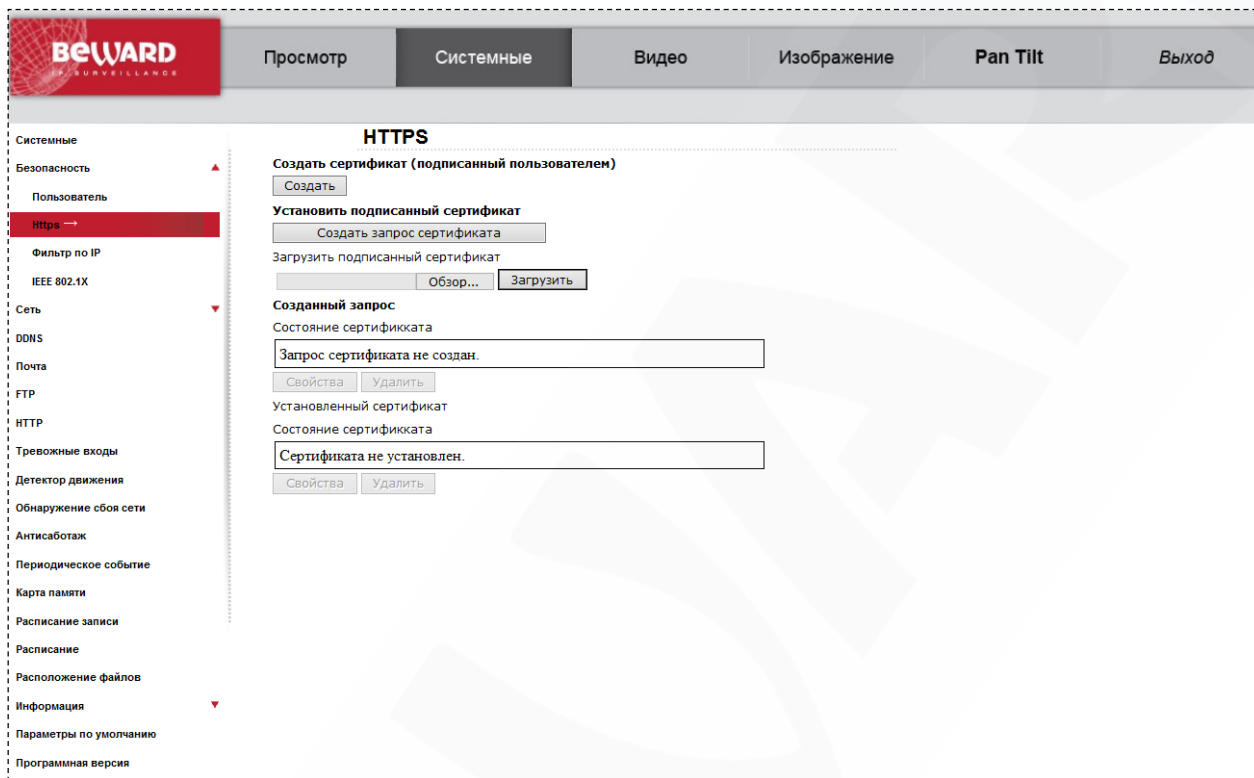 BEWARD
IP SURVEILLANCE
Просмотр
Системные
Видео
Изображение
Pan Tilt
Выход
Системные
Безопасность
Пользователь
Https →
Фильтр по IP
IEEE 802.1X
Сеть
DDNS
Почта
FTP
HTTP
Тревожные входы
Детектор движения
Обнаружение сбоя сети
Антисаботаж
Периодическое событие
Карта памяти
Расписание записи
Расписание
Расположение файлов
Информация
Параметры по умолчанию
Программная версия
HTTPS
Создать сертификат (подписанный пользователем)
Создать
Установить подписанный сертификат
Создать запрос сертификата
Загрузить подписанный сертификат
Обзор... Загрузить
Созданный запрос
Состояние сертификката
Запрос сертификата не создан.
Свойства Удалить
Установленный сертификат
Состояние сертификката
Сертификата не установлен.
Свойства Удалить